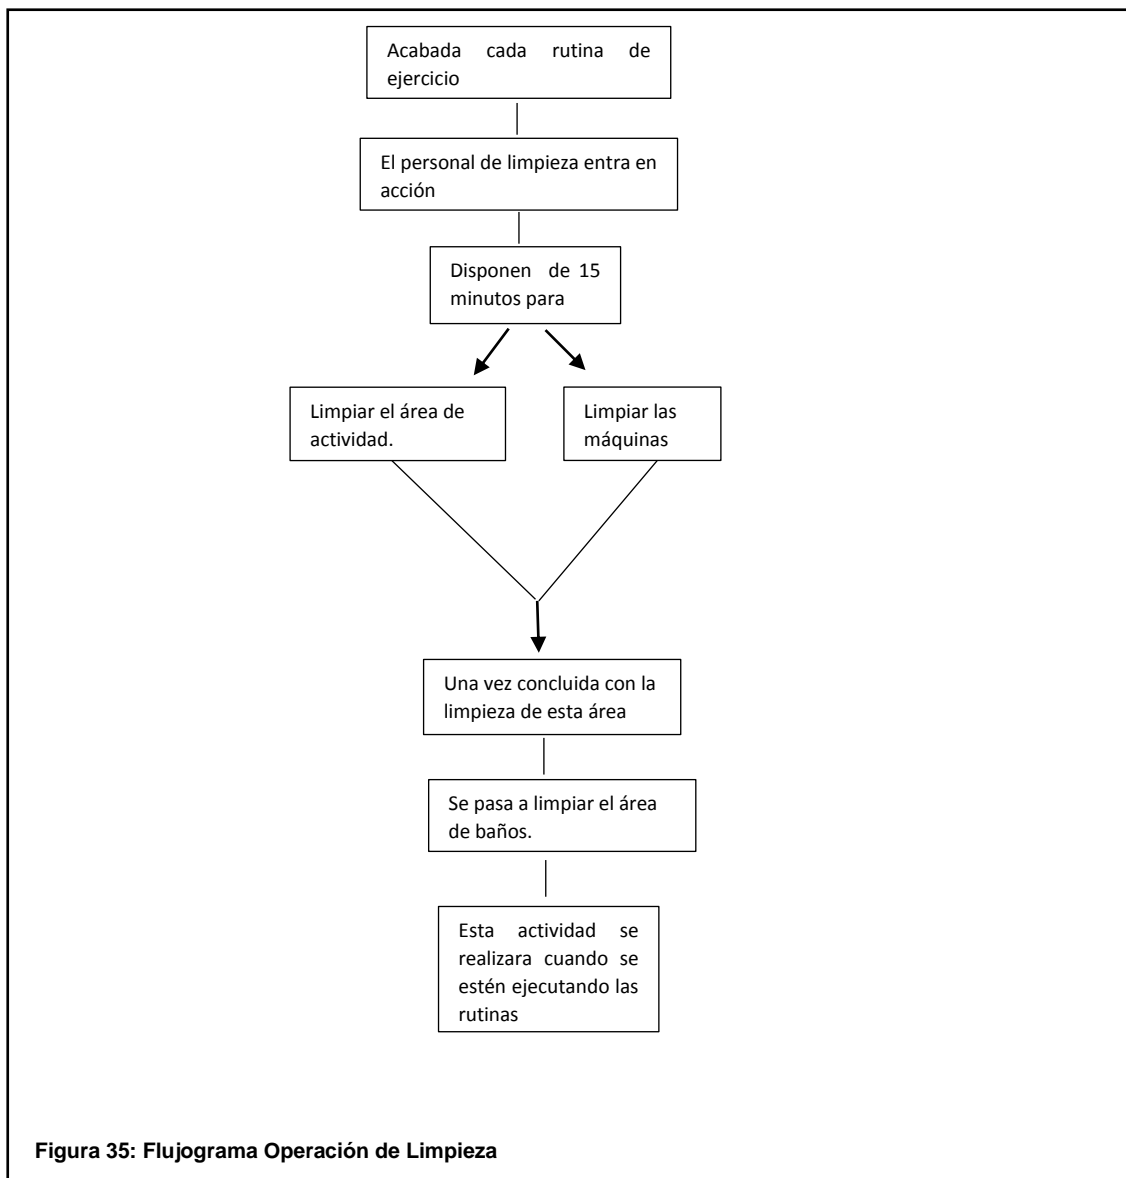 Acabada cada rutina de
ejercicio
El personal de limpieza entra en
acción
Disponen de 15
minutos para
Limpiar el área de
actividad.
Limpiar las
máquinas
Una vez concluida con la
limpieza de esta área
Se pasa a limpiar el área
de baños.
Esta actividad se
realizara cuando se
estén ejecutando las
rutinas
Figura 35: Flujograma Operación de Limpieza